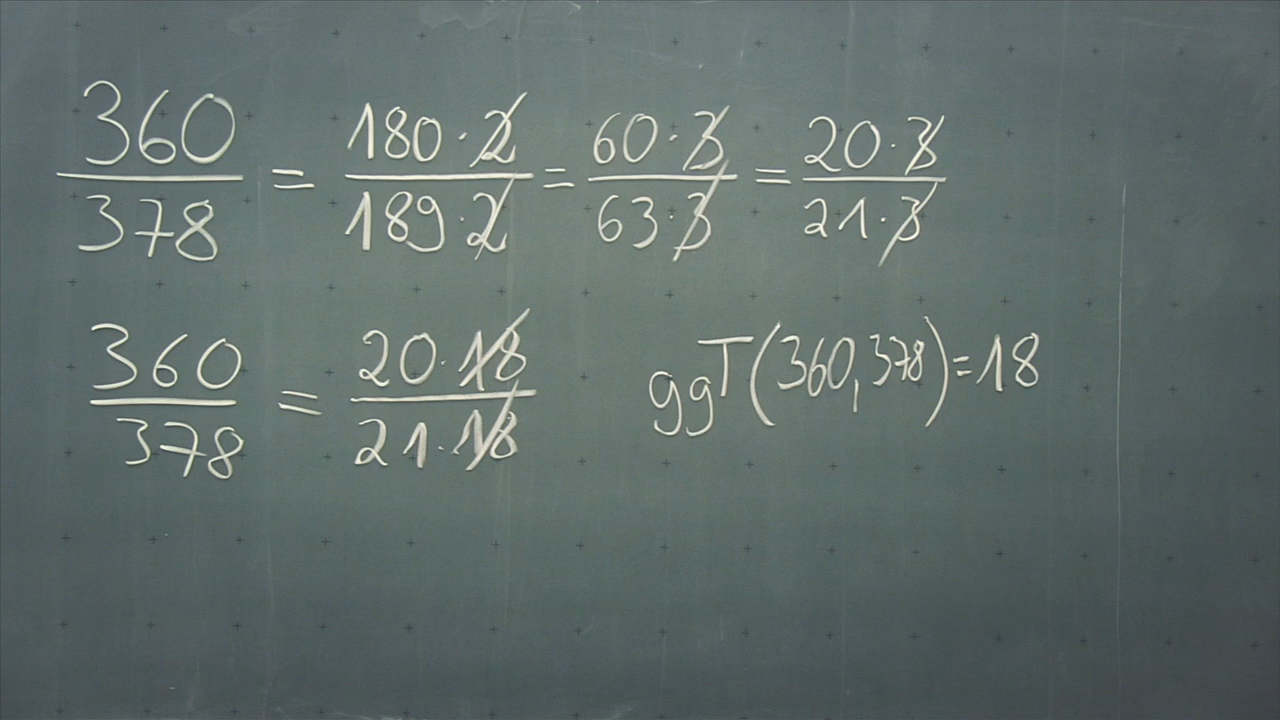 360/378 = 180·2/189·2 = 60·3/63·3 = 20·3/21·3
360/378 = 20·18/21·18 ggT(360,378)=18